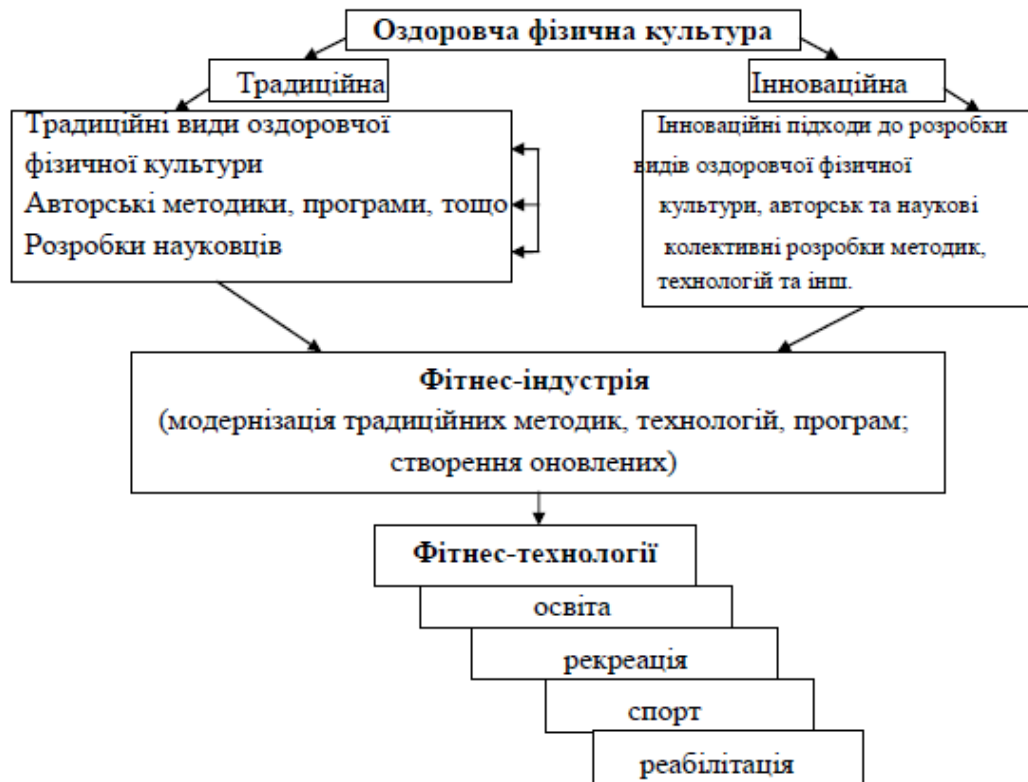 Оздоровча фізична культура
Традиційна
Інноваційна
Традиційні види оздоровчої
фізичної культури
Авторські методики, програми, тощо
Розробки науковців
Інноваційні підходи до розробки
видів оздоровчої фізичної
культури, авторськ та наукові
колективні розробки методик,
технологій та інш.
Фітнес-індустрія
(модернізація традиційних методик, технологій, програм;
створення оновлених)
Фітнес-технології
освіта
рекреація
спорт
реабілітація